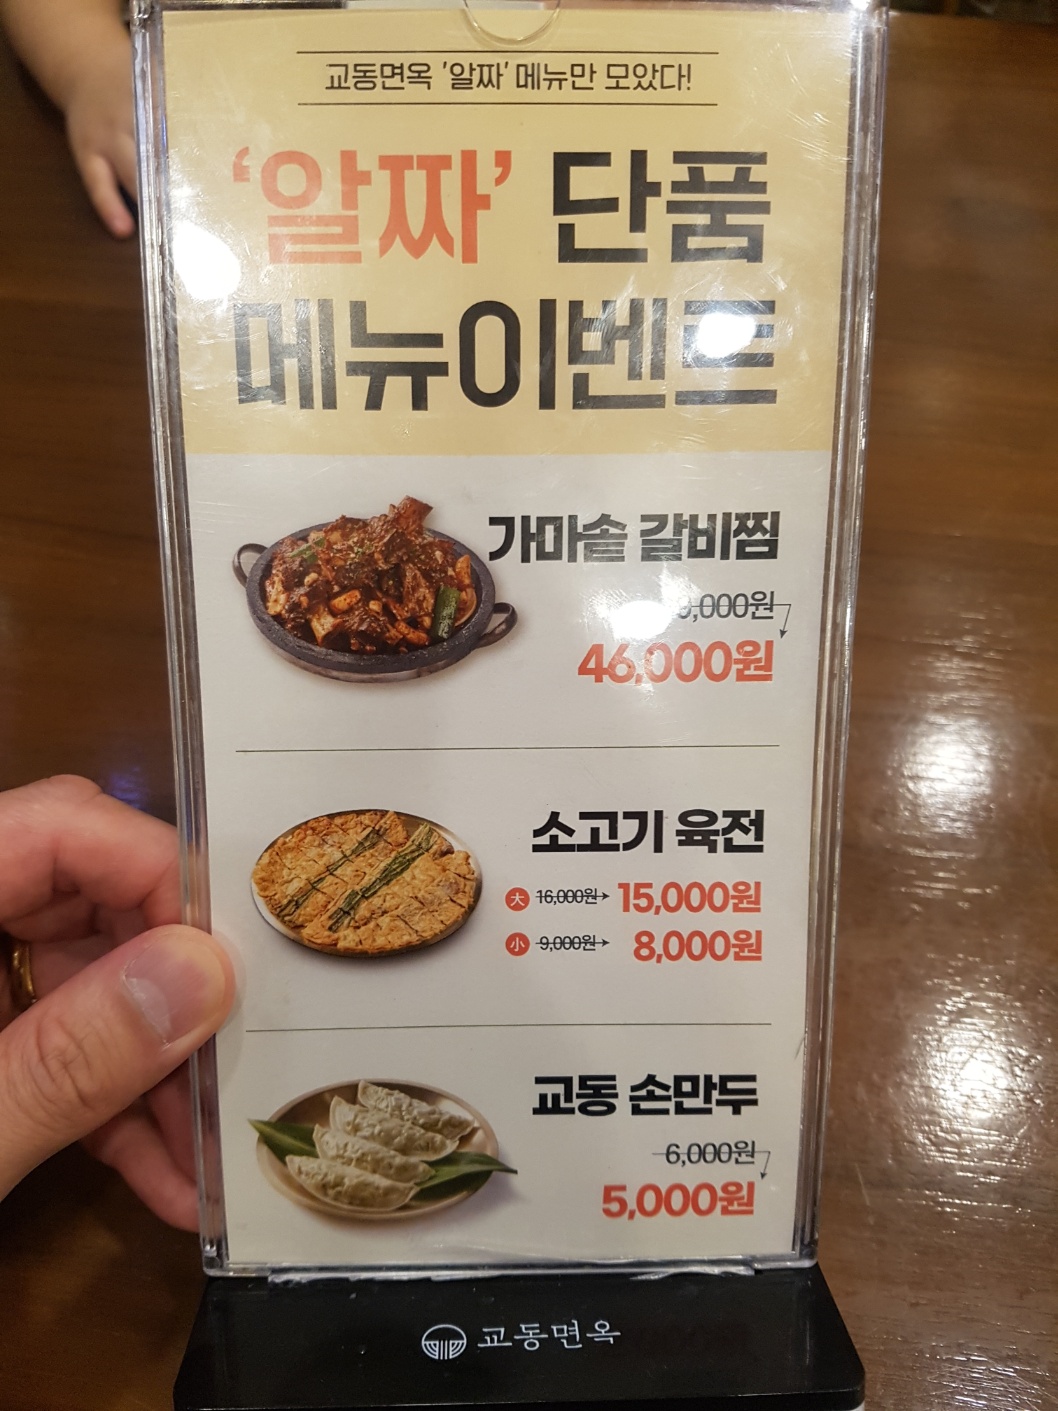 교동면옥 '알짜' 메뉴만 모았다!
'알짜' 단품
메뉴이벤트
가마솥 갈비찜
,000원
46,000원
소고기 육전
大 16,000원→ 15,000원
小 9,000원→ 8,000원
교동 손만두
6,000원
5,000원
교동면옥